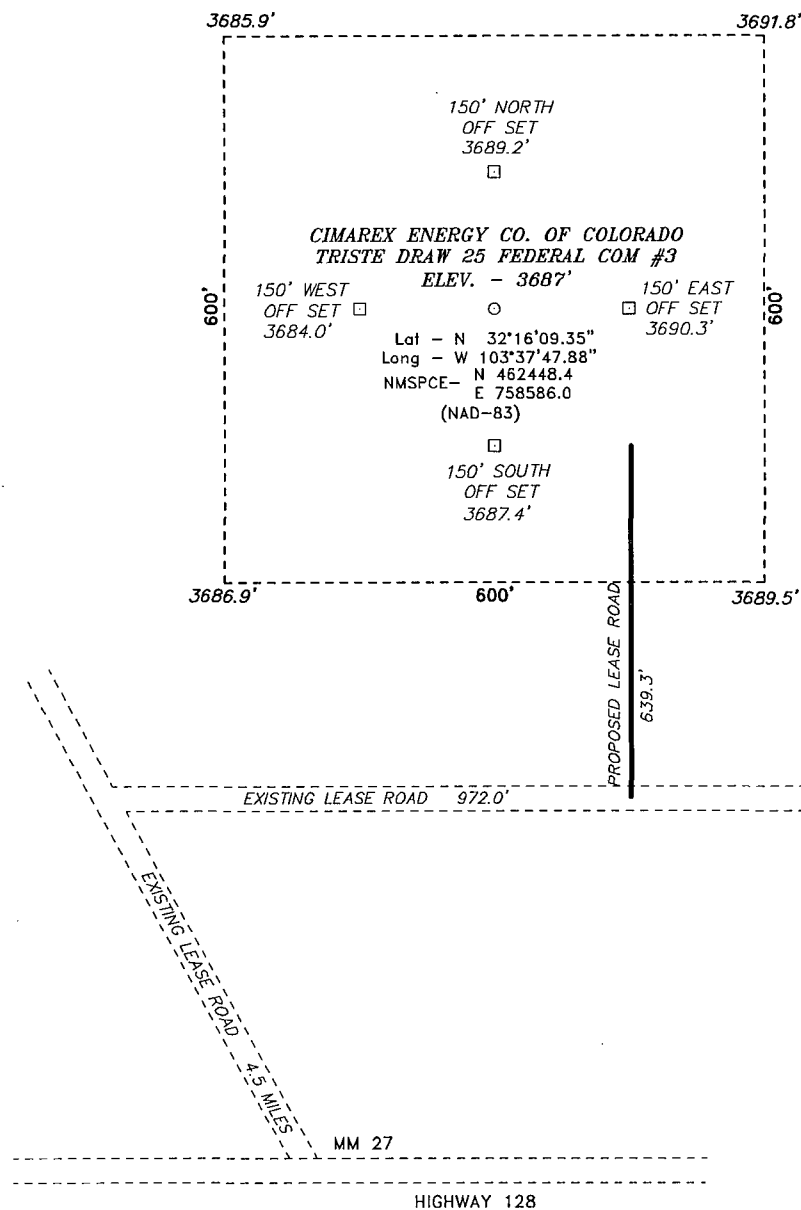 3685.9'
3691.8'
150' NORTH
OFF SET
3689.2'
CIMAREX ENERGY CO. OF COLORADO
TRISTE DRAW 25 FEDERAL COM #3
ELEV. - 3687'
600'
150' WEST
OFF SET
3684.0'
150' EAST
OFF SET
3690.3'
600'
Lat - N 32°16'09.35"
Long - W 103°37'47.88"
NMSPCE- N 462448.4
E 758586.0
(NAD-83)
150' SOUTH
OFF SET
3687.4'
3686.9'
600'
3689.5'
PROPOSED LEASE ROAD
639.3'
EXISTING LEASE ROAD 972.0'
EXISTING LEASE ROAD 4.5 MILES
MM 27
HIGHWAY 128